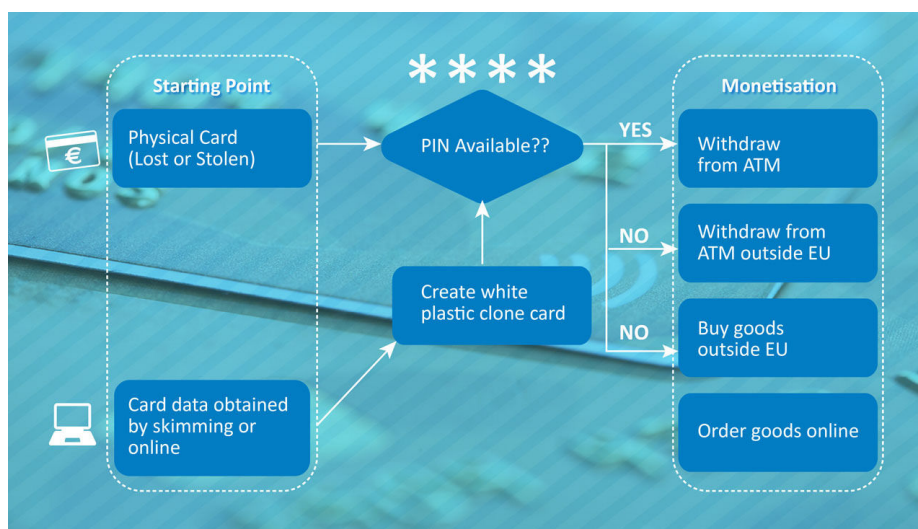 Starting Point
****
Monetisation
€
Physical Card
(Lost or Stolen)
PIN Available??
YES
Withdraw
from ATM
NO
Withdraw from
ATM outside EU
Create white
plastic clone card
NO
Buy goods
outside EU
Card data obtained
by skimming or
online
Order goods online